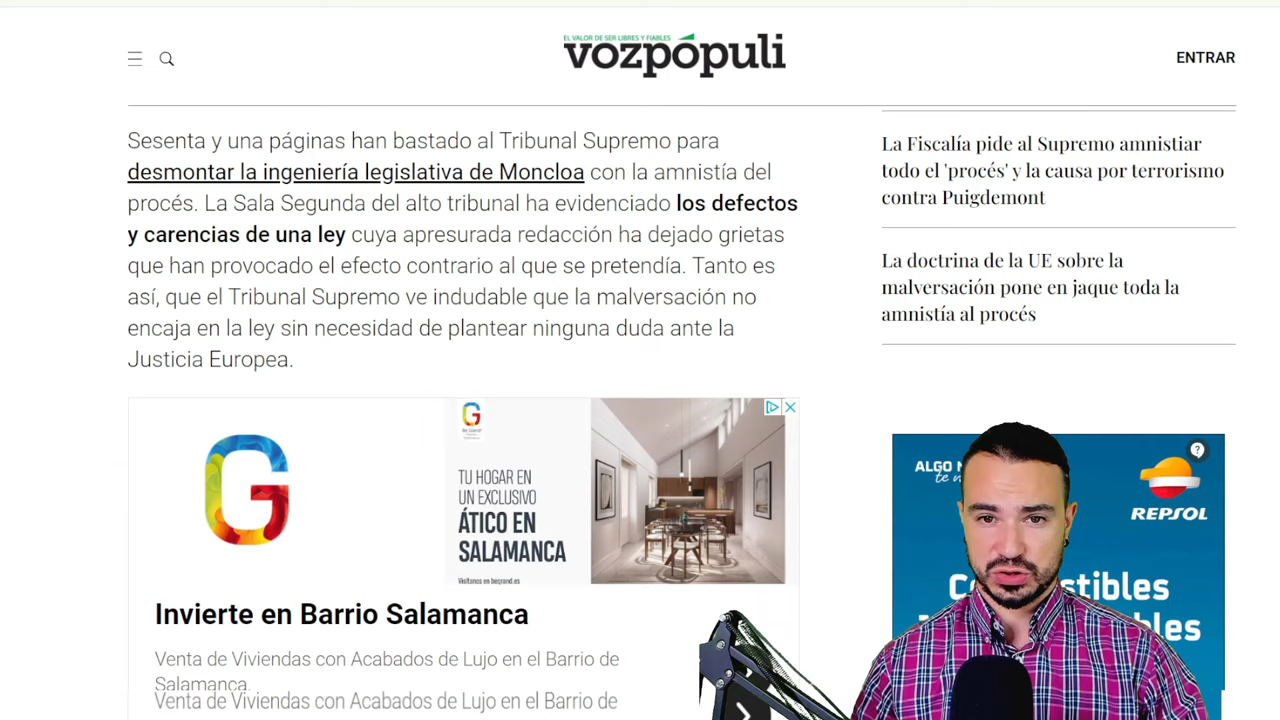 EL VALOR DE SER LIBRES Y FIABLES
vozpópuli
ENTRAR
Sesenta y una páginas han bastado al Tribunal Supremo para
desmontar la ingeniería legislativa de Moncloa con la amnistía del
procés. La Sala Segunda del alto tribunal ha evidenciado los defectos
y carencias de una ley cuya apresurada redacción ha dejado grietas
que han provocado el efecto contrario al que se pretendía. Tanto es
así, que el Tribunal Supremo ve indudable que la malversación no
encaja en la ley sin necesidad de plantear ninguna duda ante la
Justicia Europea.
La Fiscalía pide al Supremo amnistiar
todo el 'procés' y la causa por terrorismo
contra Puigdemont
La doctrina de la UE sobre la
malversación pone en jaque toda la
amnistía al procés
G
G
TU HOGAR EN
UN EXCLUSIVO
ÁTICO EN
SALAMANCA
Visítanos en begrand.es
Invierte en Barrio Salamanca
Venta de Viviendas con Acabados de Lujo en el Barrio de
Salamanca.
Venta de Viviendas con Acabados de Lujo en el Barrio de
ALGO
te
?
REPSOL